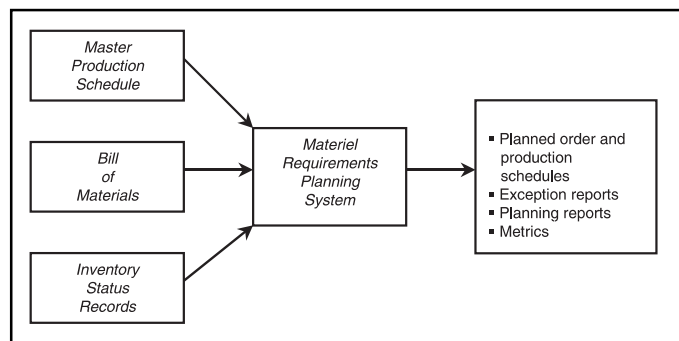 Master
Production
Schedule
Bill
of
Materials
Inventory
Status
Records
Materiel
Requirements
Planning
System
▪ Planned order and
production
schedules
▪ Exception reports
▪ Planning reports
▪ Metrics